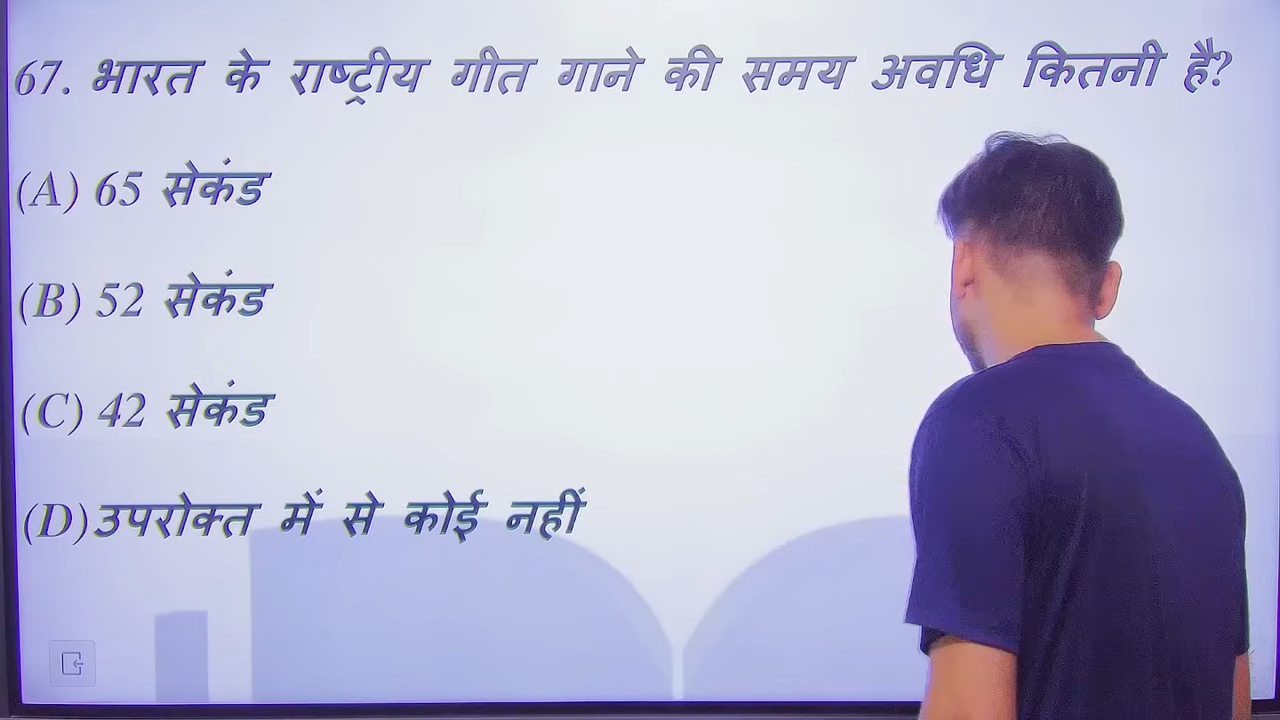 67. भारत के राष्ट्रीय गीत गाने की समय अवधि कितनी है?
(A) 65 सेकंड
(B) 52 सेकंड
(C) 42 सेकंड
(D)उपरोक्त में से कोई नहीं